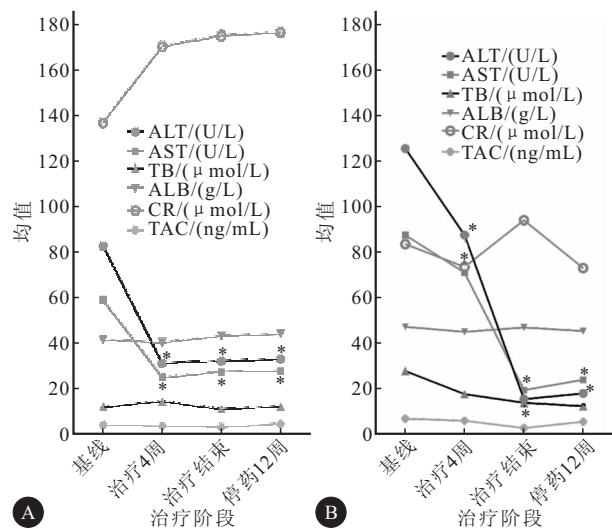 180
160
140
120
100
80
60
40
20
0
均值
ALT/(U/L)
AST/(U/L)
TB/(μmol/L)
ALB/(g/L)
CR/(μmol/L)
TAC/(ng/mL)
* * *
* * *
基线
治疗4周
治疗结束
停药12周
治疗阶段
A
180
160
140
120
100
80
60
40
20
0
均值
ALT/(U/L)
AST/(U/L)
TB/(μmol/L)
ALB/(g/L)
CR/(μmol/L)
TAC/(ng/mL)
*
*
* *
* *
基线
治疗4周
治疗结束
停药12周
治疗阶段
B